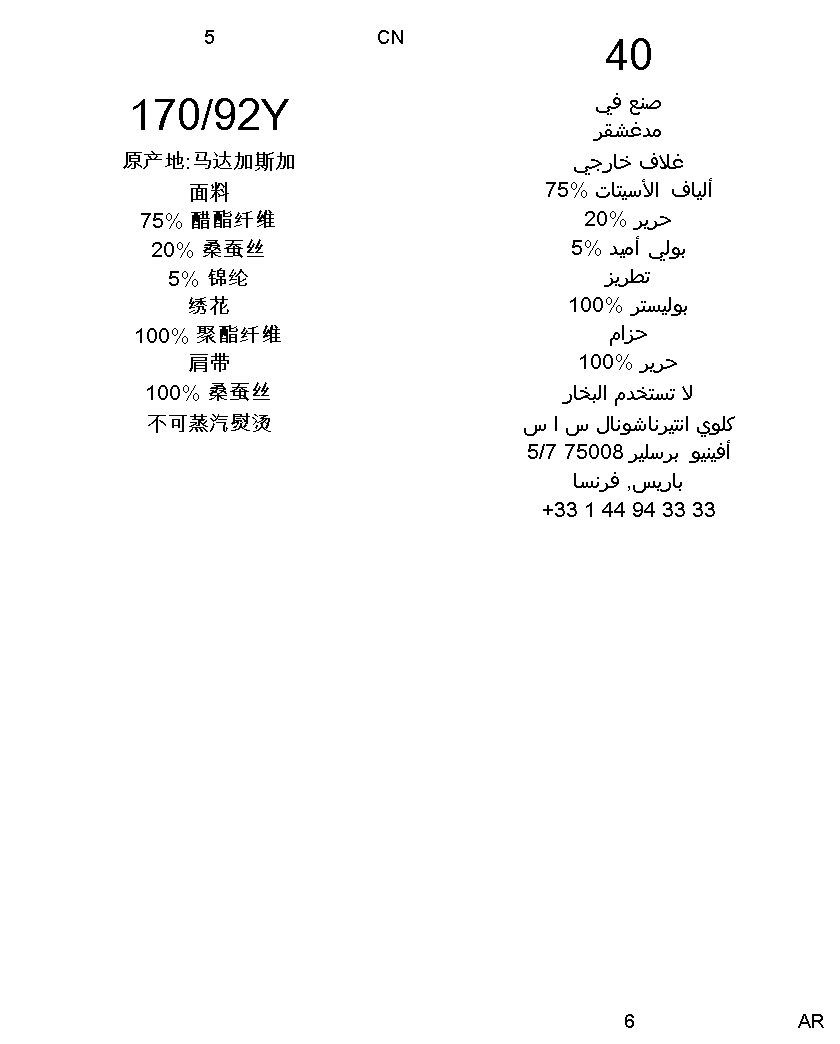 5
CN
170/92Y
原产地:马达加斯加
面料
75% 醋酯纤维
20% 桑蚕丝
5% 锦纶
绣花
100% 聚酯纤维
肩带
100% 桑蚕丝
不可蒸汽熨烫
40
صنع في
مدغشقر
غلاف خارجي
ألياف الأسيتات 75%
حرير 20%
بولي أميد 5%
تطريز
بوليستر 100%
حزام
حرير 100%
لا تستخدم البخار
كلوي انتيرناشونال س ا س
أفينيو برسلير 75008 5/7
باريس, فرنسا
+33 1 44 94 33 33
6
AR